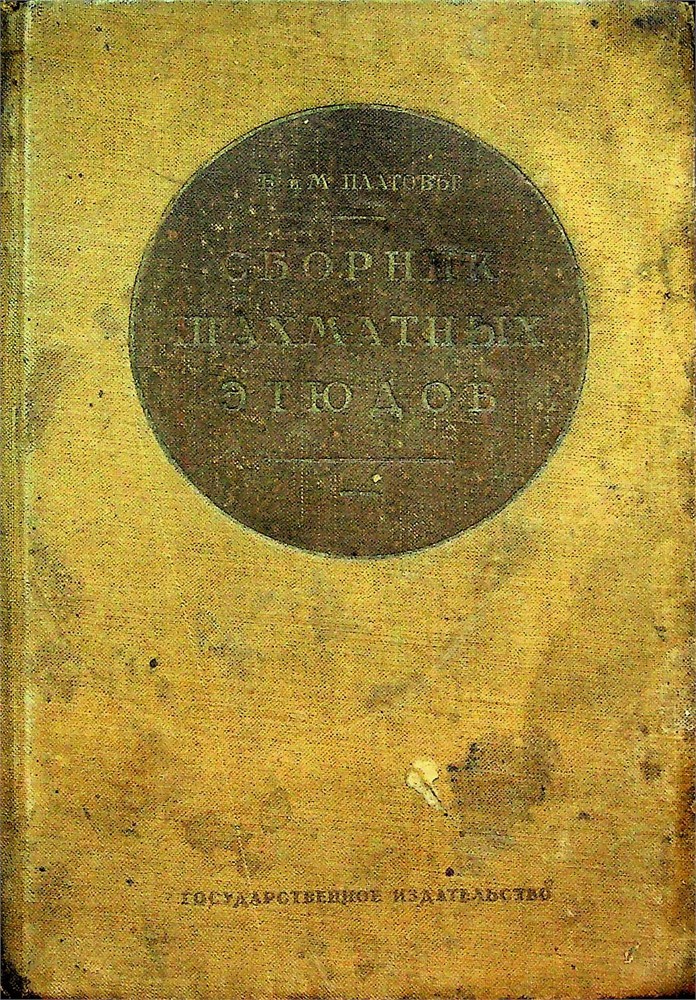 В и М ПЛАТОВЫ
СБОРНИК
ШАХМАТНЫХ
ЭТЮДОВ
ГОСУДАРСТВЕННОЕ ИЗДАТЕЛЬСТВО